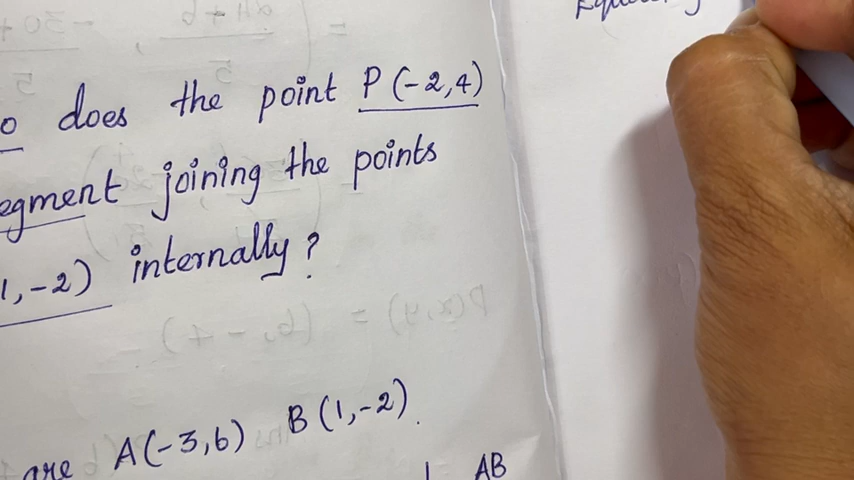 o does the point P(-2,4)
egment joining the points
1,-2) internally?
are A(-3,6) B(1,-2).
AB